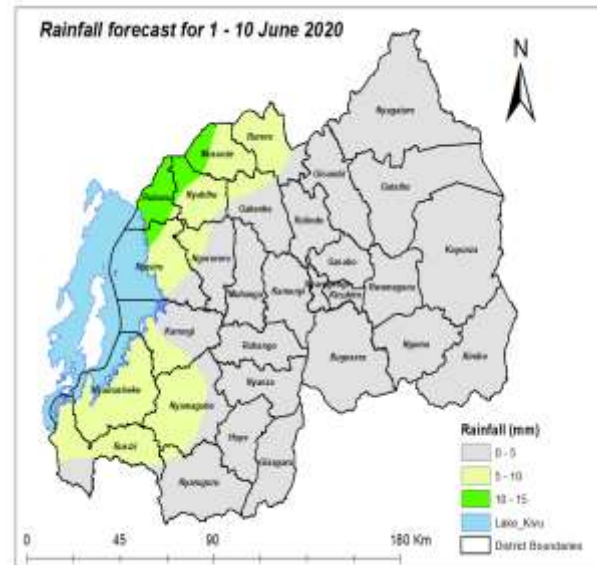 Rainfall forecast for 1 - 10 June 2020
N
Nyagatare
Burera
Musanze
Gicumbi
Gatsibo
Rubavu
Nyabihu
Gakenke
Rulindo
Kayonza
Ngororero
Gasabo
Rwamagana
Muhanga
Kamonyi
Kicukiro
Karongi
Ruhango
Bugesera
Ngoma
Kirehe
Nyanza
Nyamasheke
Nyamagabe
Huye
Gisagara
Rusizi
Nyaruguru
Rainfall (mm)
0 - 5
5 - 10
10 - 15
Lake_Kivu
District Boundaries
0 45 90 180 Km